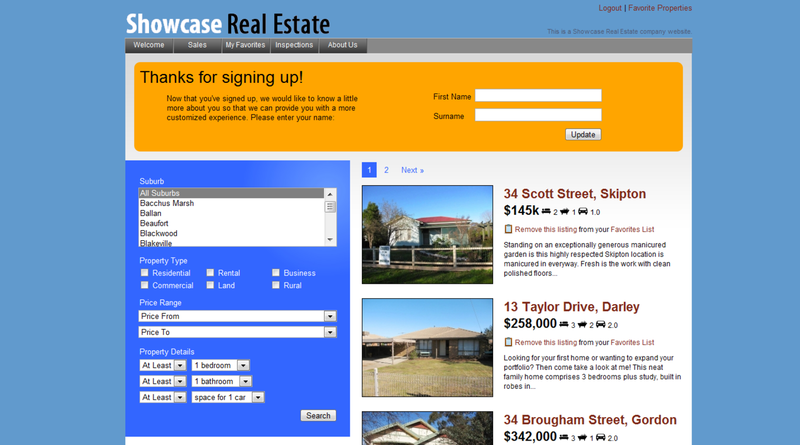 Logout | Favorite Properties
Showcase Real Estate
This is a Showcase Real Estate company website
Welcome
Sales
My Favorites
Inspections
About Us
Thanks for signing up!
Now that you've signed up, we would like to know a little
more about you so that we can provide you with a more
customized experience. Please enter your name:
First Name
Surname
Update
Suburb
All Suburbs
Bacchus Marsh
Ballan
Beaufort
Blackwood
Blakeville
Property Type
Residential
Rental
Business
Commercial
Land
Rural
Price Range
Price From
Price To
Property Details
At Least
1 bedroom
At Least
1 bathroom
At Least
space for 1 car
Search
1 2 Next »
34 Scott Street, Skipton
$145k 2 1 1.0
Remove this listing from your Favorites List
Standing on an exceptionally generous manicured
garden is this highly respected Skipton location is
manicured in everyway. Fresh is the work with clean
polished floors...
13 Taylor Drive, Darley
$258,000 3 2 2.0
Remove this listing from your Favorites List
Looking for your first home or wanting to expand your
portfolio? Then come take a look at me! This neat
family home comprises 3 bedrooms plus study, built in
robes in...
34 Brougham Street, Gordon
$342,000 3 1 2.0